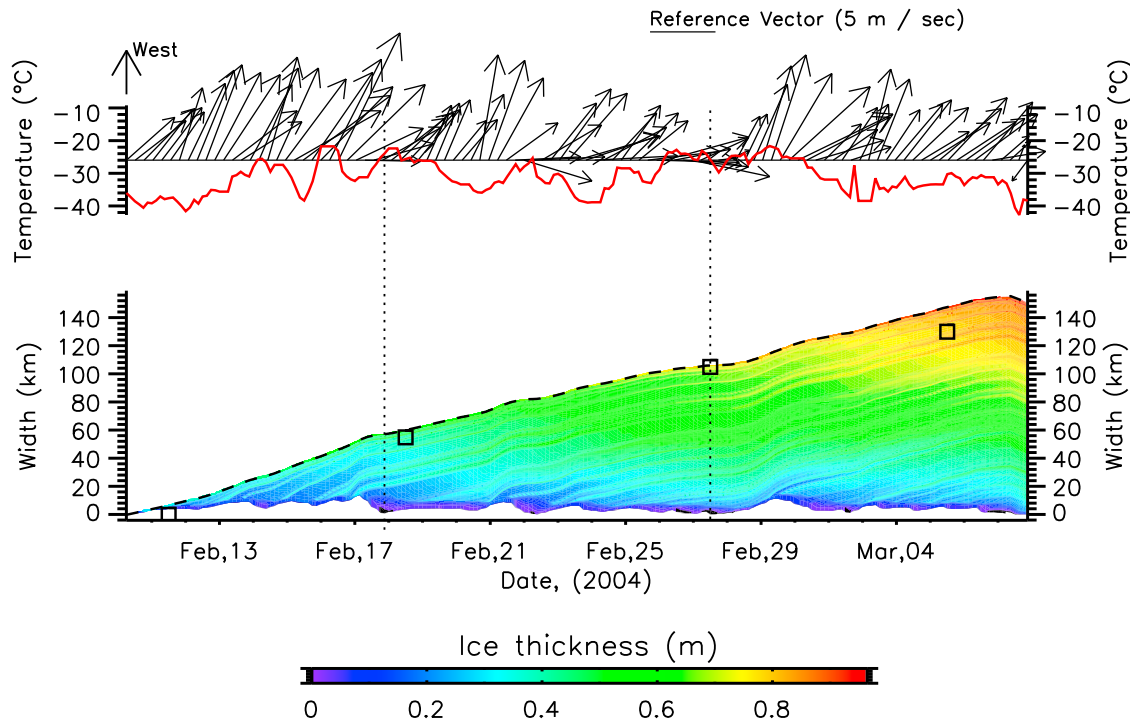 Reference Vector (5 m / sec)
West
Temperature (°C)
−10
−20
−30
−40
−10
−20
−30
−40
Temperature (°C)
Width (km)
140
120
100
80
60
40
20
0
140
120
100
80
60
40
20
0
Width (km)
Feb,13 Feb,17 Feb,21 Feb,25 Feb,29 Mar,04
Date, (2004)
Ice thickness (m)
0 0.2 0.4 0.6 0.8